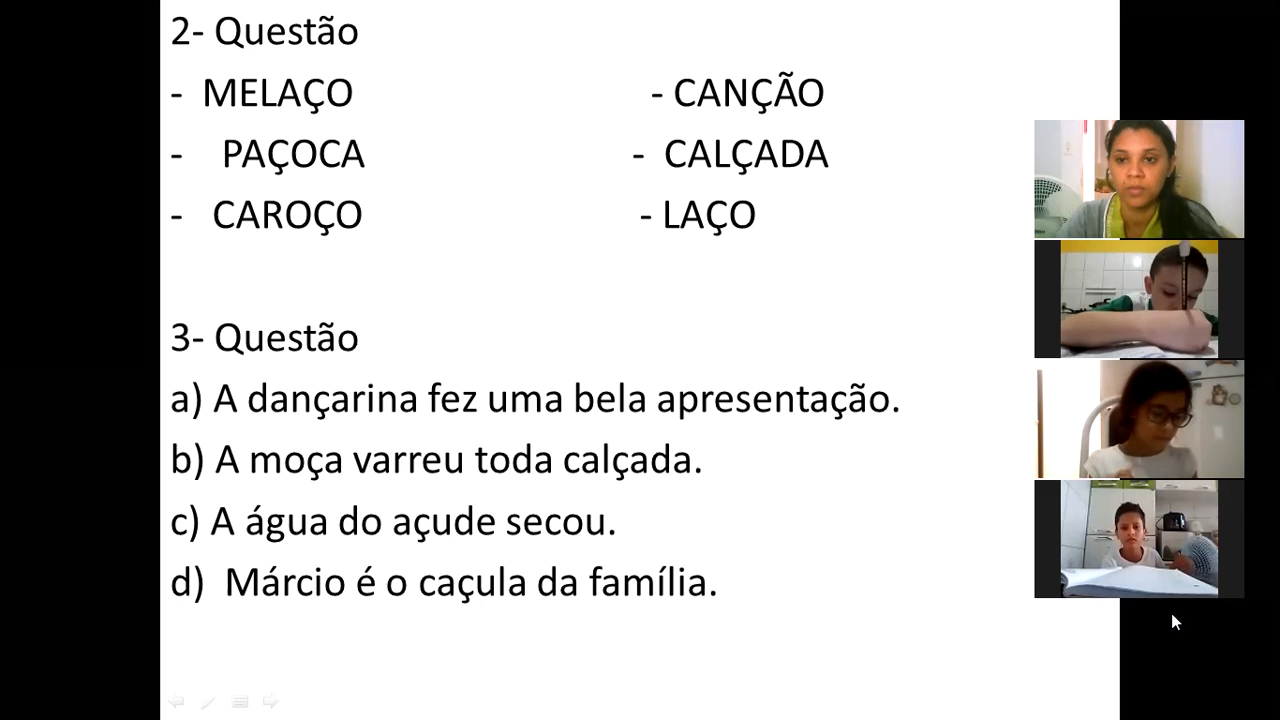 2- Questão
- MELAÇO - CANÇÃO
- PAÇOCA - CALÇADA
- CAROÇO - LAÇO
3- Questão
a) A dançarina fez uma bela apresentação.
b) A moça varreu toda calçada.
c) A água do açude secou.
d) Márcio é o caçula da família.